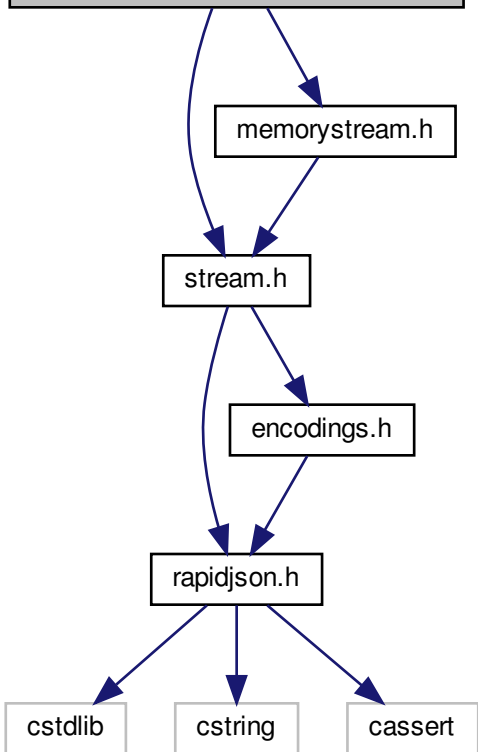 memorystream.h
stream.h
encodings.h
rapidjson.h
cstdlib
cstring
cassert